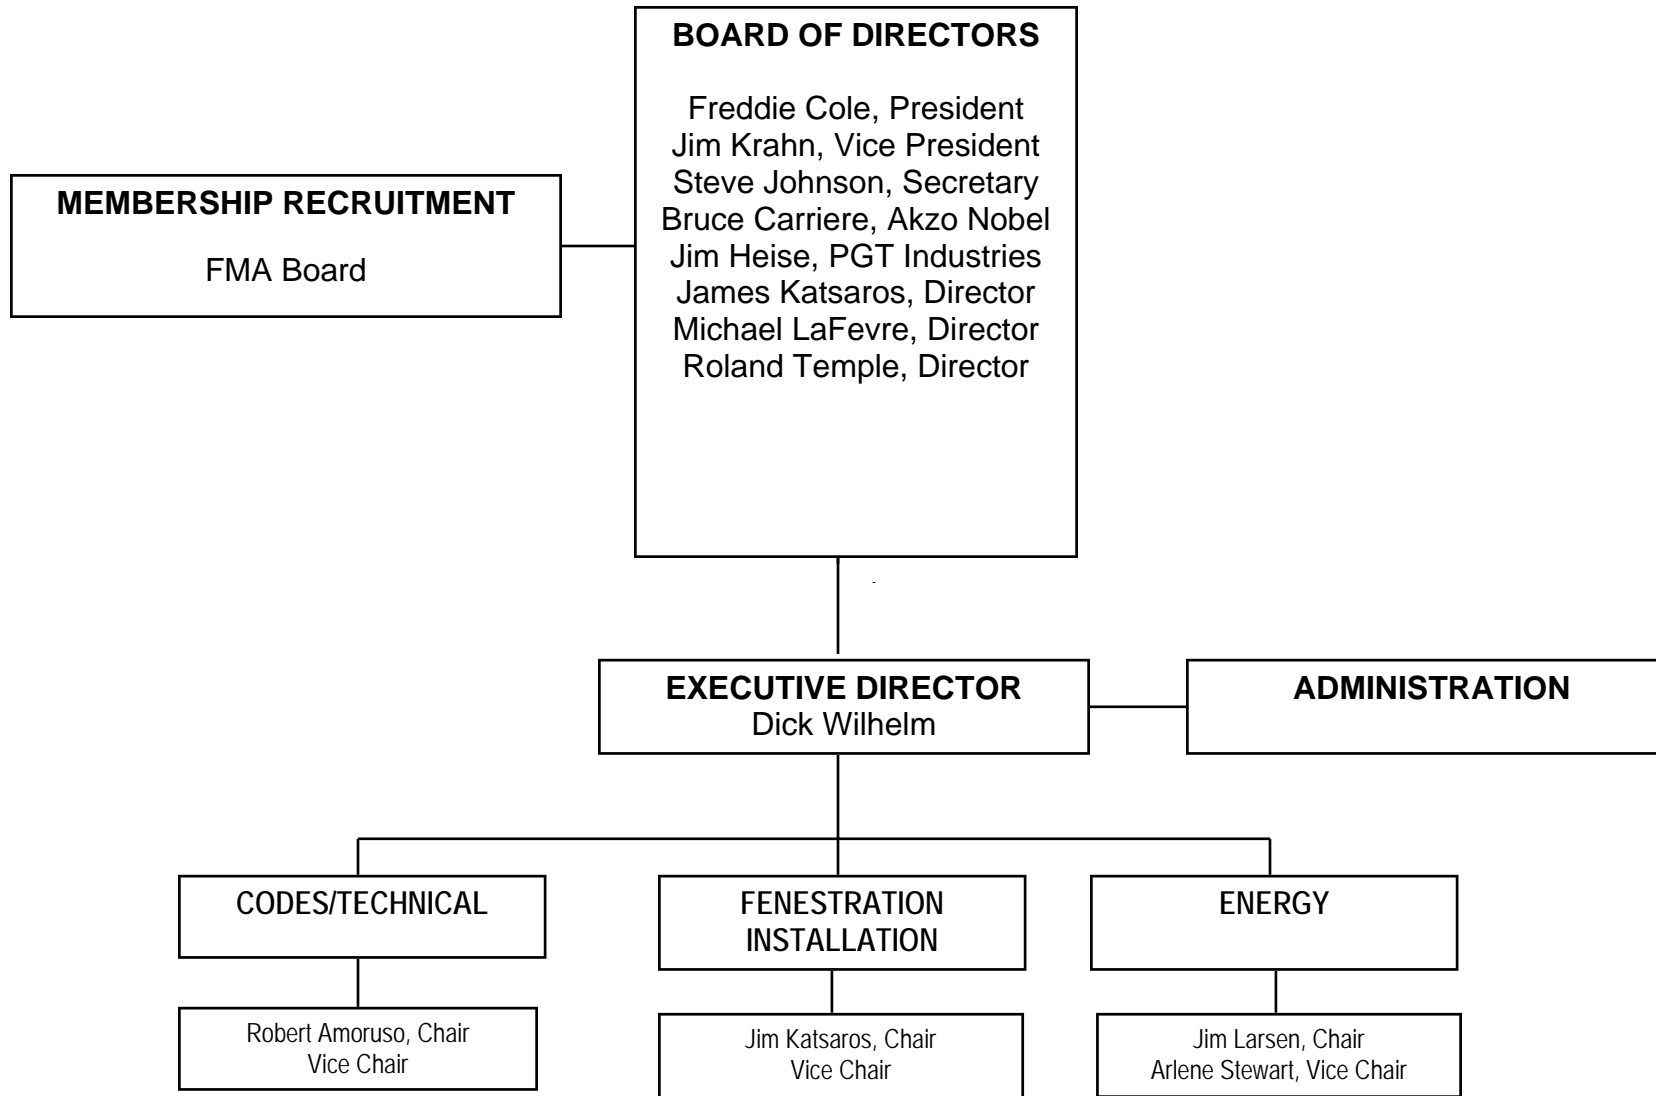 BOARD OF DIRECTORS
Freddie Cole, President
Jim Krahn, Vice President
Steve Johnson, Secretary
Bruce Carriere, Akzo Nobel
Jim Heise, PGT Industries
James Katsaros, Director
Michael LaFevre, Director
Roland Temple, Director
MEMBERSHIP RECRUITMENT
FMA Board
EXECUTIVE DIRECTOR
Dick Wilhelm
ADMINISTRATION
CODES/TECHNICAL
Robert Amoruso, Chair
Vice Chair
FENESTRATION
INSTALLATION
Jim Katsaros, Chair
Vice Chair
ENERGY
Jim Larsen, Chair
Arlene Stewart, Vice Chair